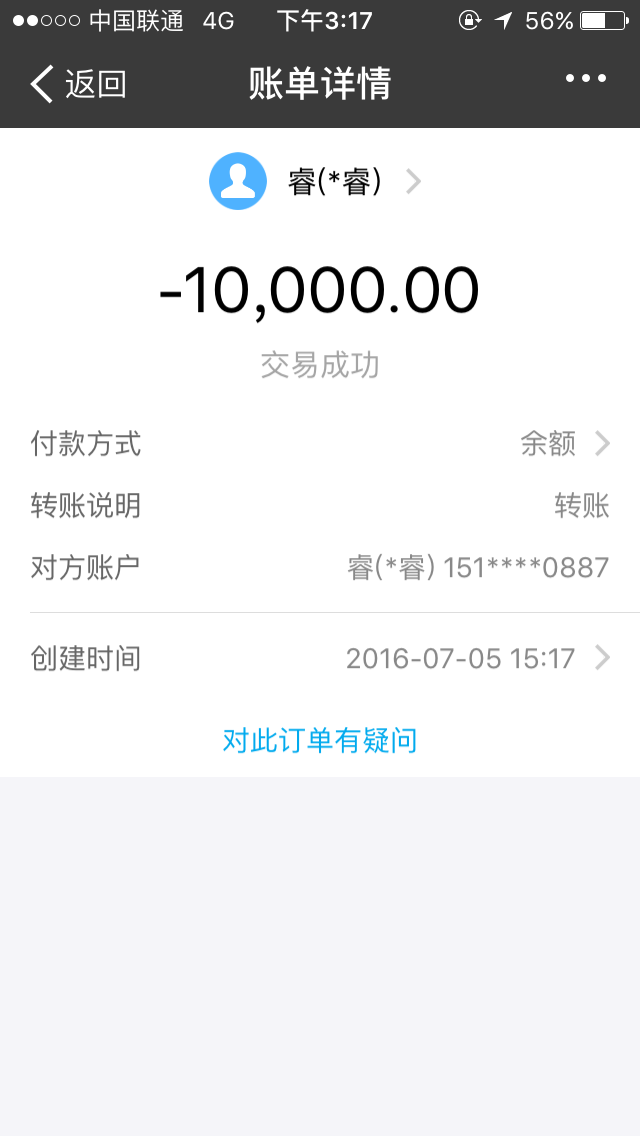 中国联通 4G 下午3:17 56%
返回 账单详情
睿(*睿)
-10,000.00
交易成功
付款方式 余额
转账说明 转账
对方账户 睿(*睿) 151****0887
创建时间 2016-07-05 15:17
对此订单有疑问